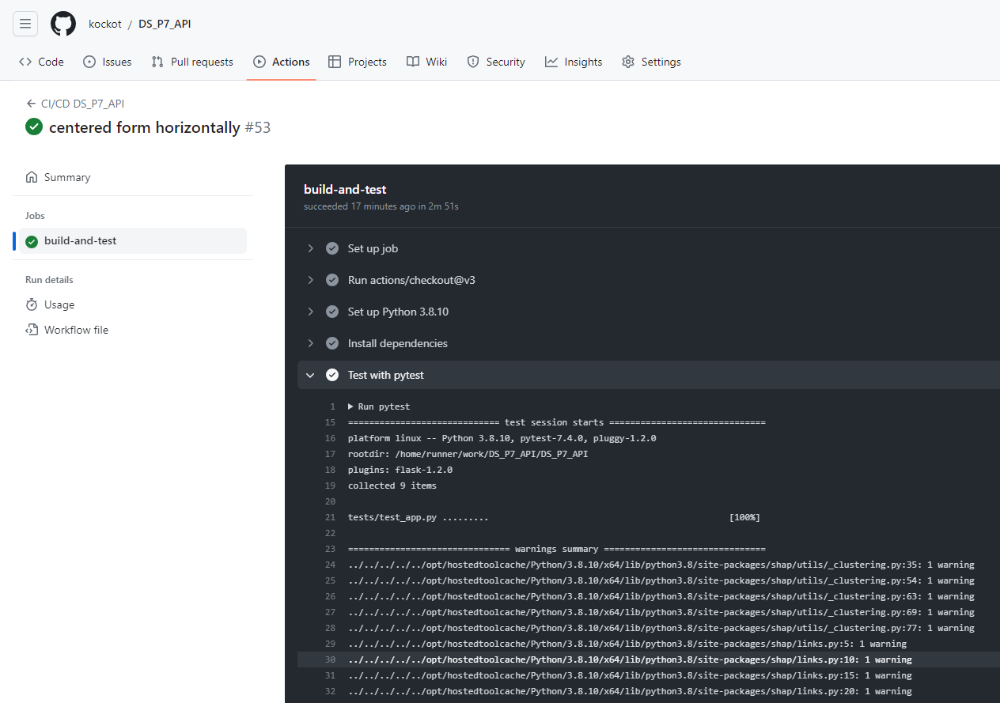 kockot / DS_P7_API
Code Issues Pull requests Actions Projects Wiki Security Insights Settings
CI/CD DS_P7_API
centered form horizontally #53
Summary
Jobs
build-and-test
Run details
Usage
Workflow file
build-and-test
succeeded 17 minutes ago in 2m 51s
Set up job
Run actions/checkout@v3
Set up Python 3.8.10
Install dependencies
Test with pytest
1 Run pytest
15 ============================= test session starts ==============================
16 platform linux -- Python 3.8.10, pytest-7.4.0, pluggy-1.2.0
17 rootdir: /home/runner/work/DS_P7_API/DS_P7_API
18 plugins: flask-1.2.0
19 collected 9 items
20
21 tests/test_app.py ......... [100%]
22
23 =============================== warnings summary ===============================
24 ../../../../../opt/hostedtoolcache/Python/3.8.10/x64/lib/python3.8/site-packages/shap/utils/_clustering.py:35: 1 warning
25 ../../../../../opt/hostedtoolcache/Python/3.8.10/x64/lib/python3.8/site-packages/shap/utils/_clustering.py:54: 1 warning
26 ../../../../../opt/hostedtoolcache/Python/3.8.10/x64/lib/python3.8/site-packages/shap/utils/_clustering.py:63: 1 warning
27 ../../../../../opt/hostedtoolcache/Python/3.8.10/x64/lib/python3.8/site-packages/shap/utils/_clustering.py:69: 1 warning
28 ../../../../../opt/hostedtoolcache/Python/3.8.10/x64/lib/python3.8/site-packages/shap/utils/_clustering.py:77: 1 warning
29 ../../../../../opt/hostedtoolcache/Python/3.8.10/x64/lib/python3.8/site-packages/shap/links.py:5: 1 warning
30 ../../../../../opt/hostedtoolcache/Python/3.8.10/x64/lib/python3.8/site-packages/shap/links.py:10: 1 warning
31 ../../../../../opt/hostedtoolcache/Python/3.8.10/x64/lib/python3.8/site-packages/shap/links.py:15: 1 warning
32 ../../../../../opt/hostedtoolcache/Python/3.8.10/x64/lib/python3.8/site-packages/shap/links.py:20: 1 warning